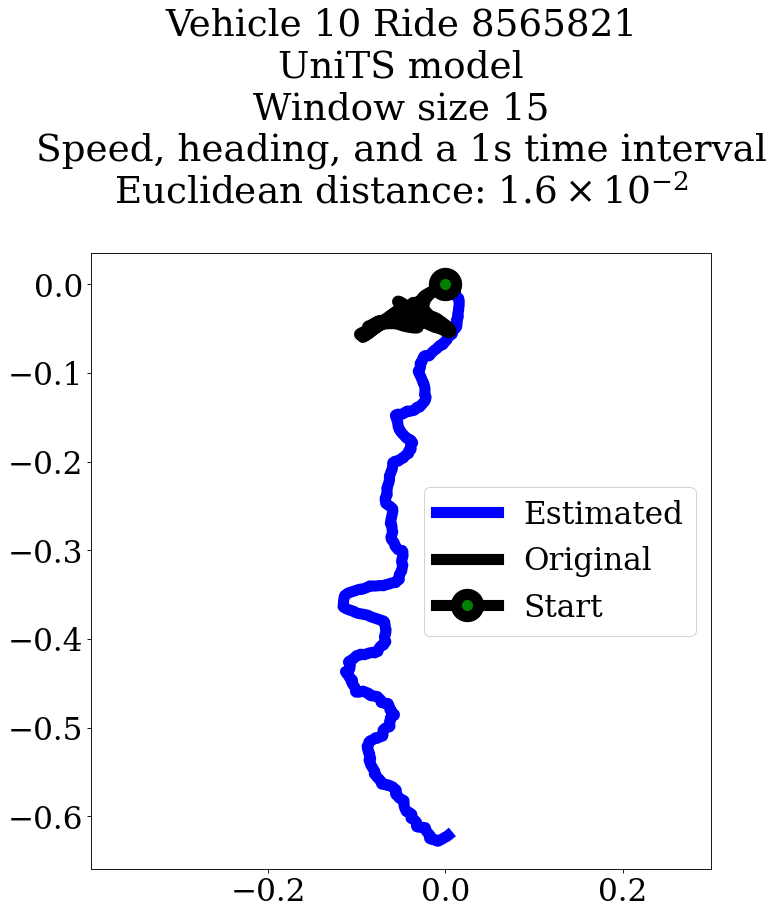 Vehicle 10 Ride 8565821
UniTS model
Window size 15
Speed, heading, and a 1s time interval
Euclidean distance: 1.6 × 10⁻²
0.0
−0.1
−0.2
−0.3
−0.4
−0.5
−0.6
Estimated
Original
Start
−0.2 0.0 0.2